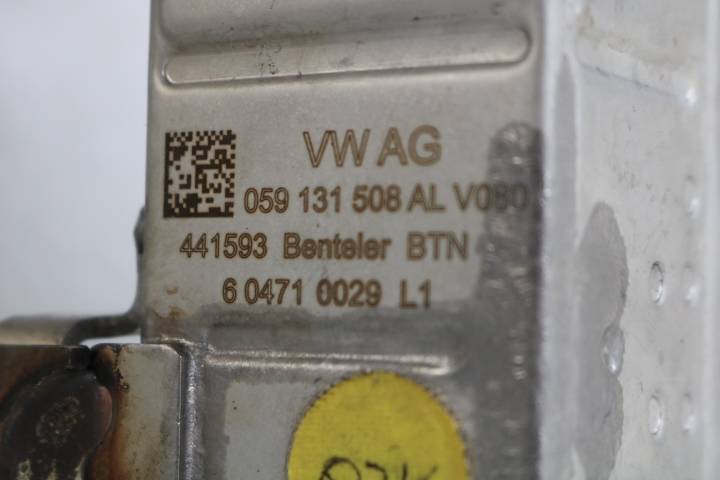 VW AG
059 131 508 AL V080
441593 Benteler BTN
6 0471 0029 L1